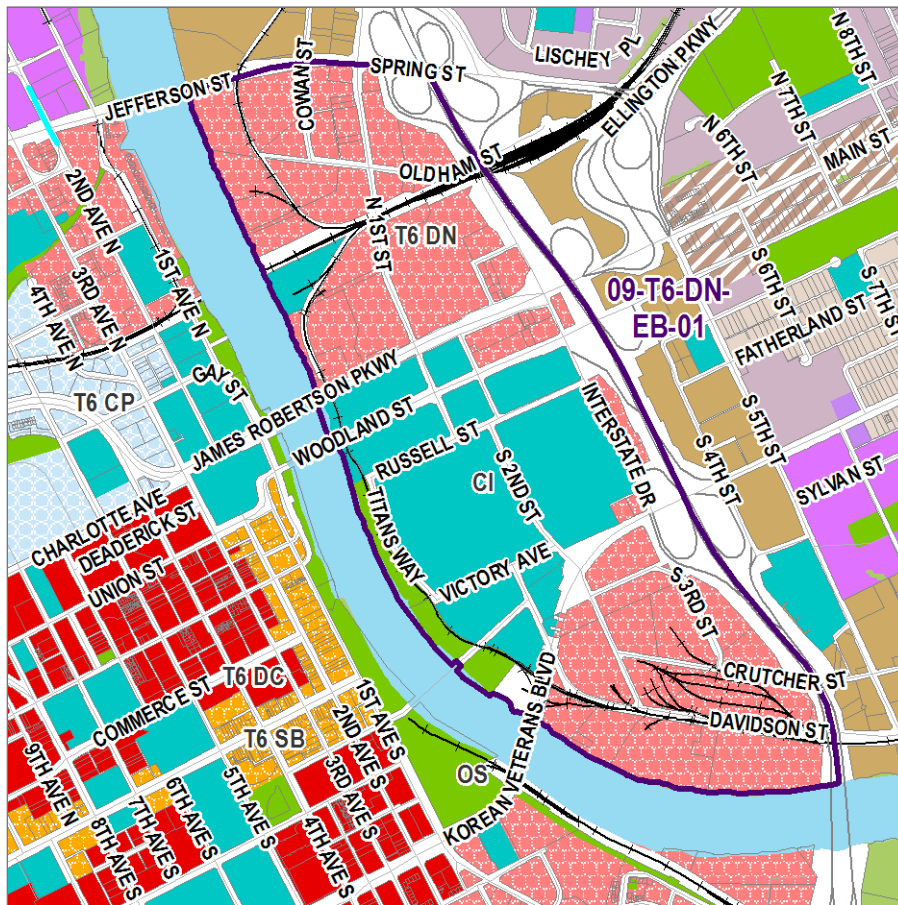 LISCHEY PL
N 8TH ST
COWAN ST
SPRING ST
ELLINGTON PKWY
N 7TH ST
JEFFERSON ST
N 6TH ST
MAIN ST
OLDHAM ST
2ND AVE N
N 1ST ST
T6 DN
1ST AVE N
3RD AVE N
4TH AVE N
S 6TH ST
S 7TH ST
09-T6-DN-
EB-01
FATHERLAND ST
GAY ST
T6 CP
JAMES ROBERTSON PKWY
WOODLAND ST
INTERSTATE DR
S 5TH ST
RUSSELL ST
S 2ND ST
S 4TH ST
SYLVAN ST
CI
CHARLOTTE AVE
DEADERICK ST
TITANS WAY
UNION ST
VICTORY AVE
S 3RD ST
KOREAN VETERANS BLVD
CRUTCHER ST
T6 DC
COMMERCE ST
1ST AVE S
DAVIDSON ST
2ND AVE S
T6 SB
3RD AVE S
OS
9TH AVE N
8TH AVE S
7TH AVE S
6TH AVE S
5TH AVE S
4TH AVE S